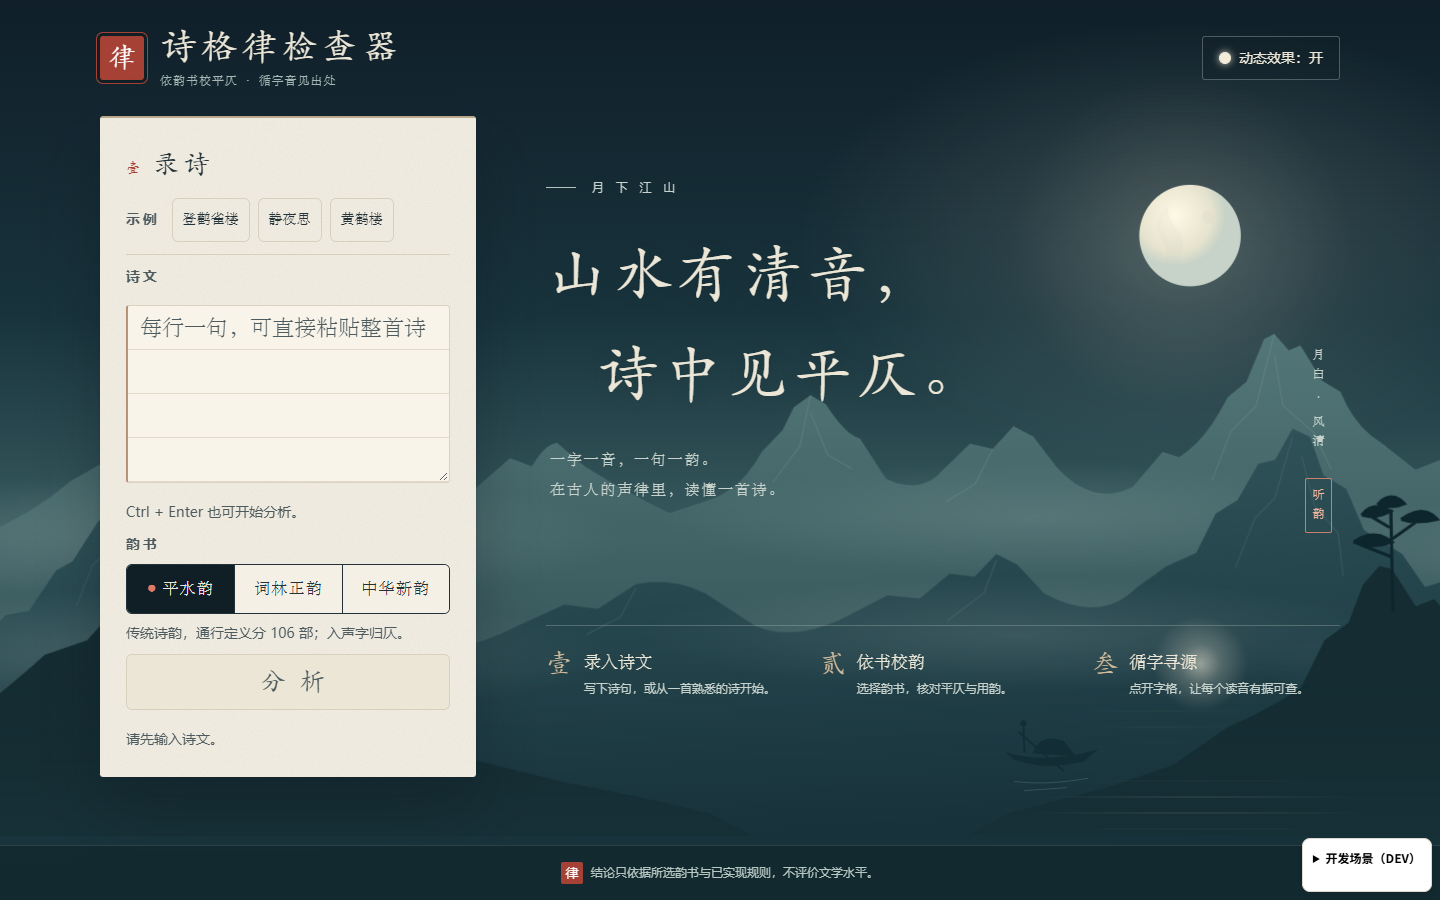 律
诗格律检查器
依韵书校平仄 · 循字音见出处
动态效果：开
壹 录诗
示例 登鹳雀楼 静夜思 黄鹤楼
诗文
每行一句，可直接粘贴整首诗
Ctrl + Enter 也可开始分析。
韵书
平水韵 词林正韵 中华新韵
传统诗韵，通行定义分 106 部；入声字归仄。
分析
请先输入诗文。
月下江山
山水有清音，
诗中见平仄。
一字一音，一句一韵。
在古人的声律里，读懂一首诗。
月白·风清
听韵
壹 录入诗文
写下诗句，或从一首熟悉的诗开始。
贰 依书校韵
选择韵书，核对平仄与用韵。
叁 循字寻源
点开字格，让每个读音有据可查。
律 结论只依据所选韵书与已实现规则，不评价文学水平。
▶ 开发场景（DEV）